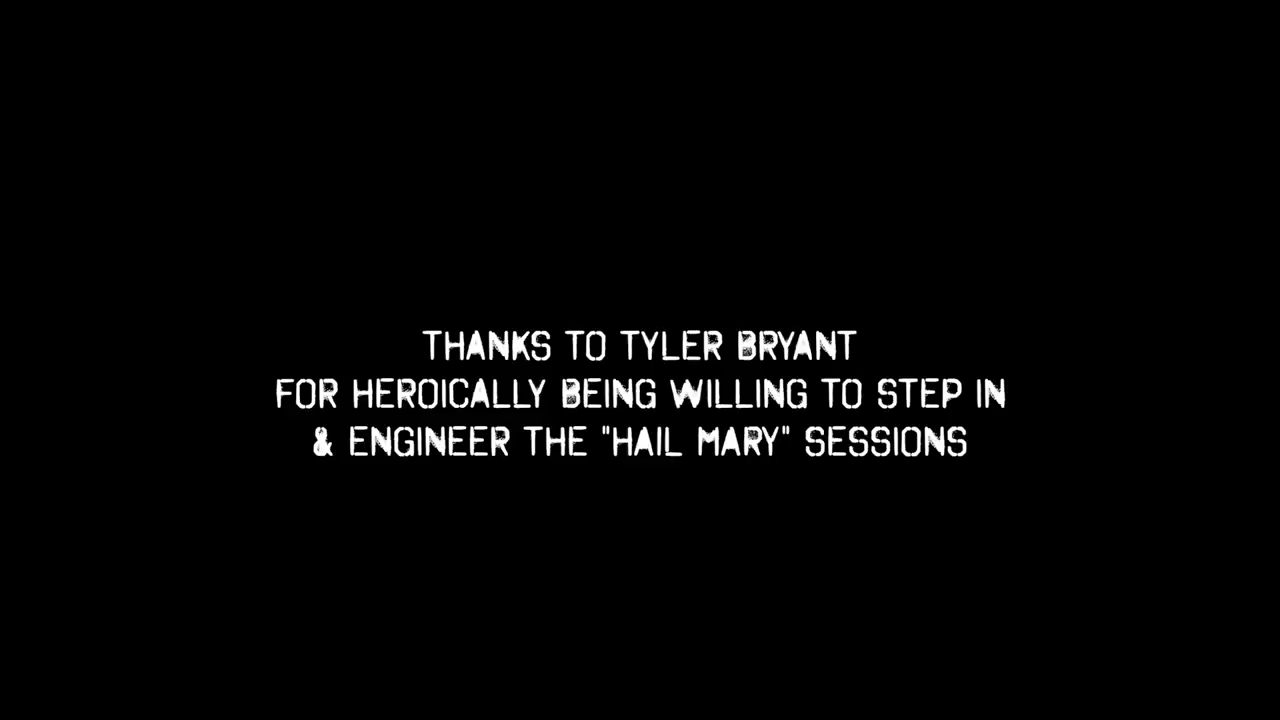 THANKS TO TYLER BRYANT
FOR HEROICALLY BEING WILLING TO STEP IN
& ENGINEER THE "HAIL MARY" SESSIONS